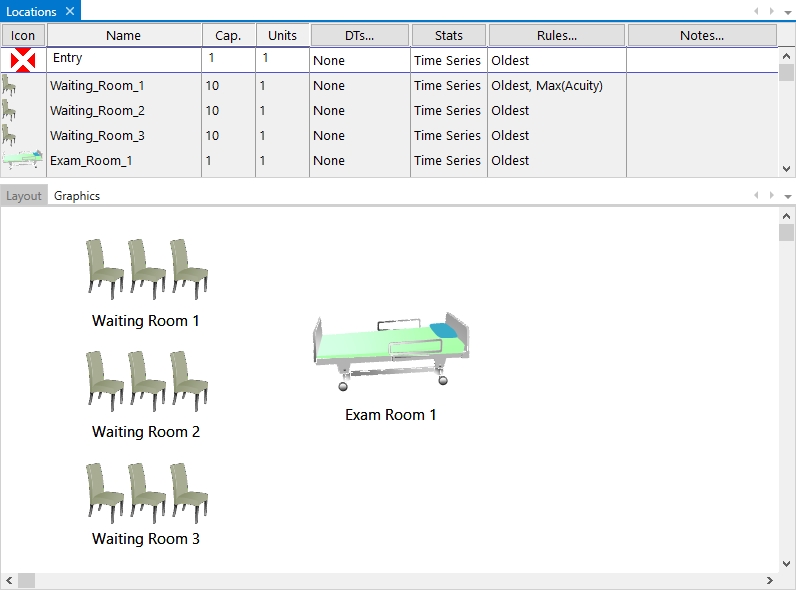 Locations
Icon Name Cap. Units DTs... Stats Rules... Notes...
Entry 1 1 None Time Series Oldest
Waiting_Room_1 10 1 None Time Series Oldest, Max(Acuity)
Waiting_Room_2 10 1 None Time Series Oldest
Waiting_Room_3 10 1 None Time Series Oldest
Exam_Room_1 1 1 None Time Series Oldest
Layout Graphics
Waiting Room 1
Exam Room 1
Waiting Room 2
Waiting Room 3